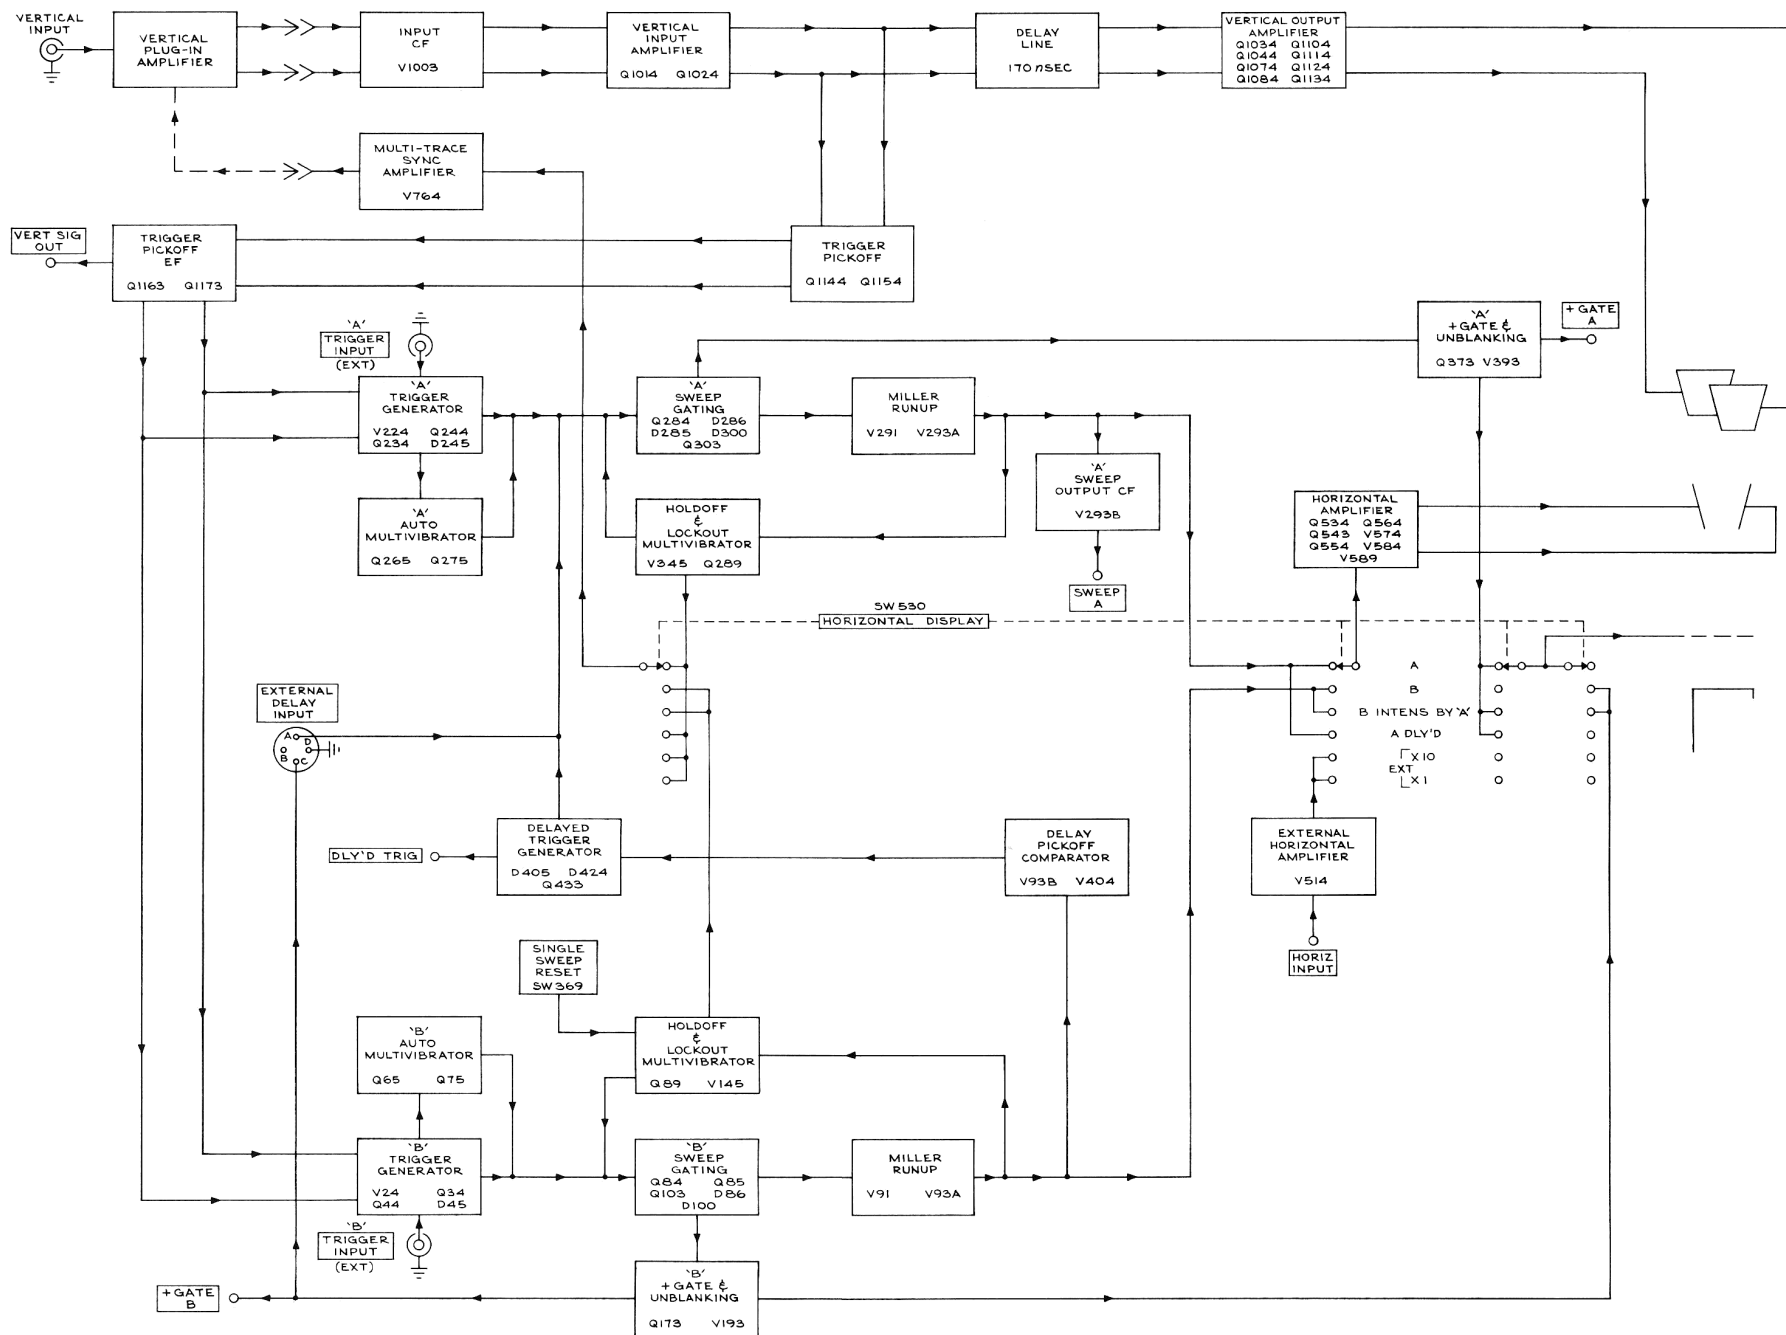 VERTICAL
INPUT
VERTICAL
PLUG-IN
AMPLIFIER
INPUT
CF
V1003
VERTICAL
INPUT
AMPLIFIER
Q1014 Q1024
DELAY
LINE
170 nSEC
VERTICAL OUTPUT
AMPLIFIER
Q1034 Q1104
Q1044 Q1114
Q1074 Q1124
Q1084 Q1134
MULTI-TRACE
SYNC
AMPLIFIER
V764
VERT SIG
OUT
TRIGGER
PICKOFF
EF
Q1163 Q1173
TRIGGER
PICKOFF
Q1144 Q1154
'A'
TRIGGER
INPUT
(EXT)
'A'
+ GATE &
UNBLANKING
Q373 V393
+ GATE
A
'A'
TRIGGER
GENERATOR
V224 Q244
Q234 D245
'A'
SWEEP
GATING
Q284 D286
D285 D300
Q303
MILLER
RUNUP
V291 V293A
'A'
SWEEP
OUTPUT CF
V293B
'A'
AUTO
MULTIVIBRATOR
Q265 Q275
HOLDOFF
&
LOCKOUT
MULTIVIBRATOR
V345 Q289
HORIZONTAL
AMPLIFIER
Q534 Q564
Q543 V574
Q554 V584
V589
SWEEP
A
SW530
HORIZONTAL DISPLAY
A
B
B INTENS BY 'A'
A DLY'D
EXT
X10
X1
EXTERNAL
DELAY
INPUT
A
D
B
C
DLY'D TRIG
DELAYED
TRIGGER
GENERATOR
D405 D424
Q433
DELAY
PICKOFF
COMPARATOR
V93B V404
EXTERNAL
HORIZONTAL
AMPLIFIER
V514
HORIZ
INPUT
SINGLE
SWEEP
RESET
SW369
'B'
AUTO
MULTIVIBRATOR
Q65 Q75
HOLDOFF
&
LOCKOUT
MULTIVIBRATOR
Q89 V145
'B'
TRIGGER
GENERATOR
V24 Q34
Q44 D45
'B'
SWEEP
GATING
Q84 Q85
Q103 D86
D100
MILLER
RUNUP
V91 V93A
'B'
TRIGGER
INPUT
(EXT)
+ GATE
B
'B'
+ GATE &
UNBLANKING
Q173 V193